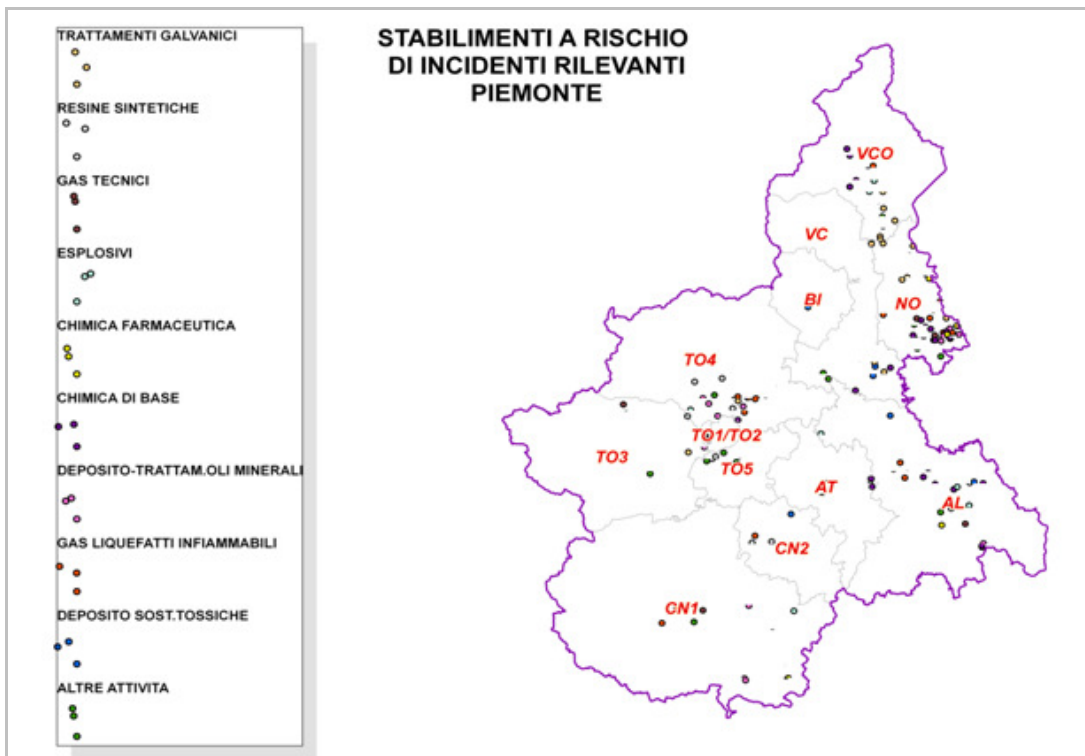 STABILIMENTI A RISCHIO
DI INCIDENTI RILEVANTI
PIEMONTE
TRATTAMENTI GALVANICI
RESINE SINTETICHE
GAS TECNICI
ESPLOSIVI
CHIMICA FARMACEUTICA
CHIMICA DI BASE
DEPOSITO-TRATTAM.OLI MINERALI
GAS LIQUEFATTI INFIAMMABILI
DEPOSITO SOST.TOSSICHE
ALTRE ATTIVITA
VCO
VC
BI
NO
TO4
TO1/TO2
TO3
TO5
AT
AL
CN2
CN1